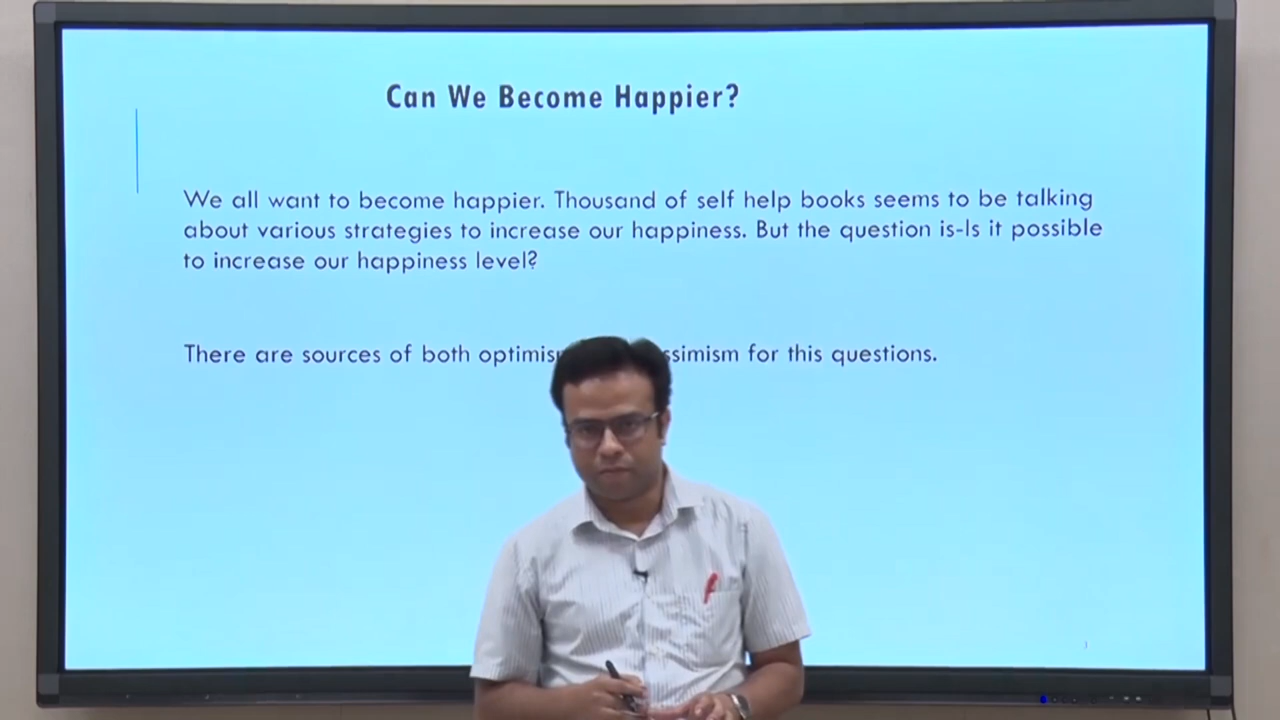 Can We Become Happier?
We all want to become happier. Thousand of self help books seems to be talking
about various strategies to increase our happiness. But the question is-Is it possible
to increase our happiness level?
There are sources of both for this questions.